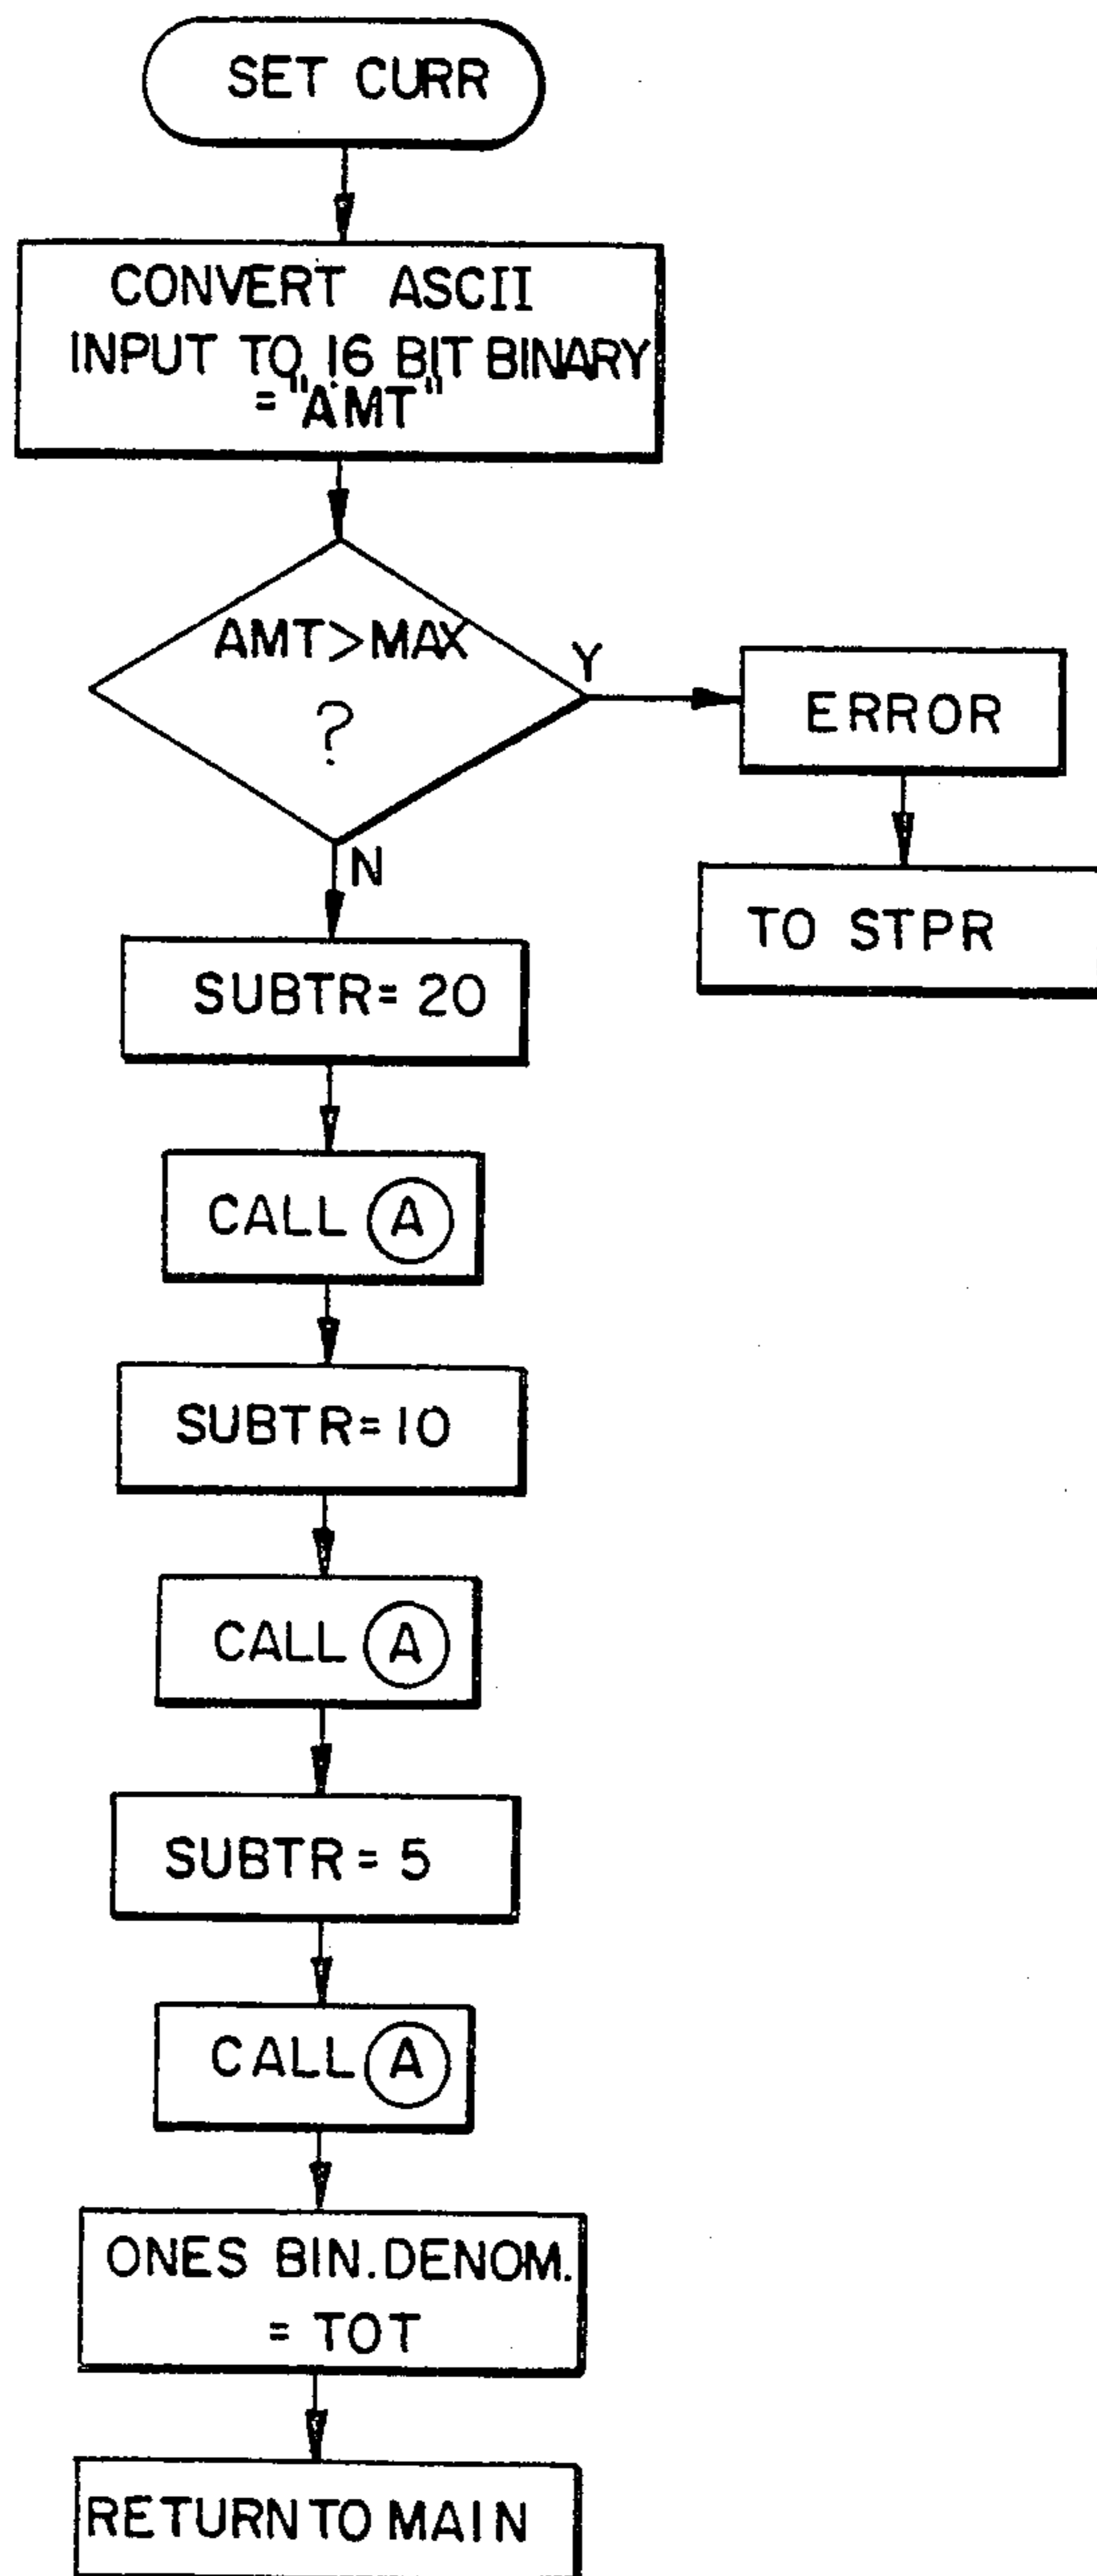 SET CURR
CONVERT ASCII
INPUT TO 16 BIT BINARY
="AMT"
AMT>MAX
?
Y
ERROR
TO STPR
N
SUBTR=20
CALL A
SUBTR=10
CALL A
SUBTR=5
CALL A
ONES BIN.DENOM.
= TOT
RETURN TO MAIN